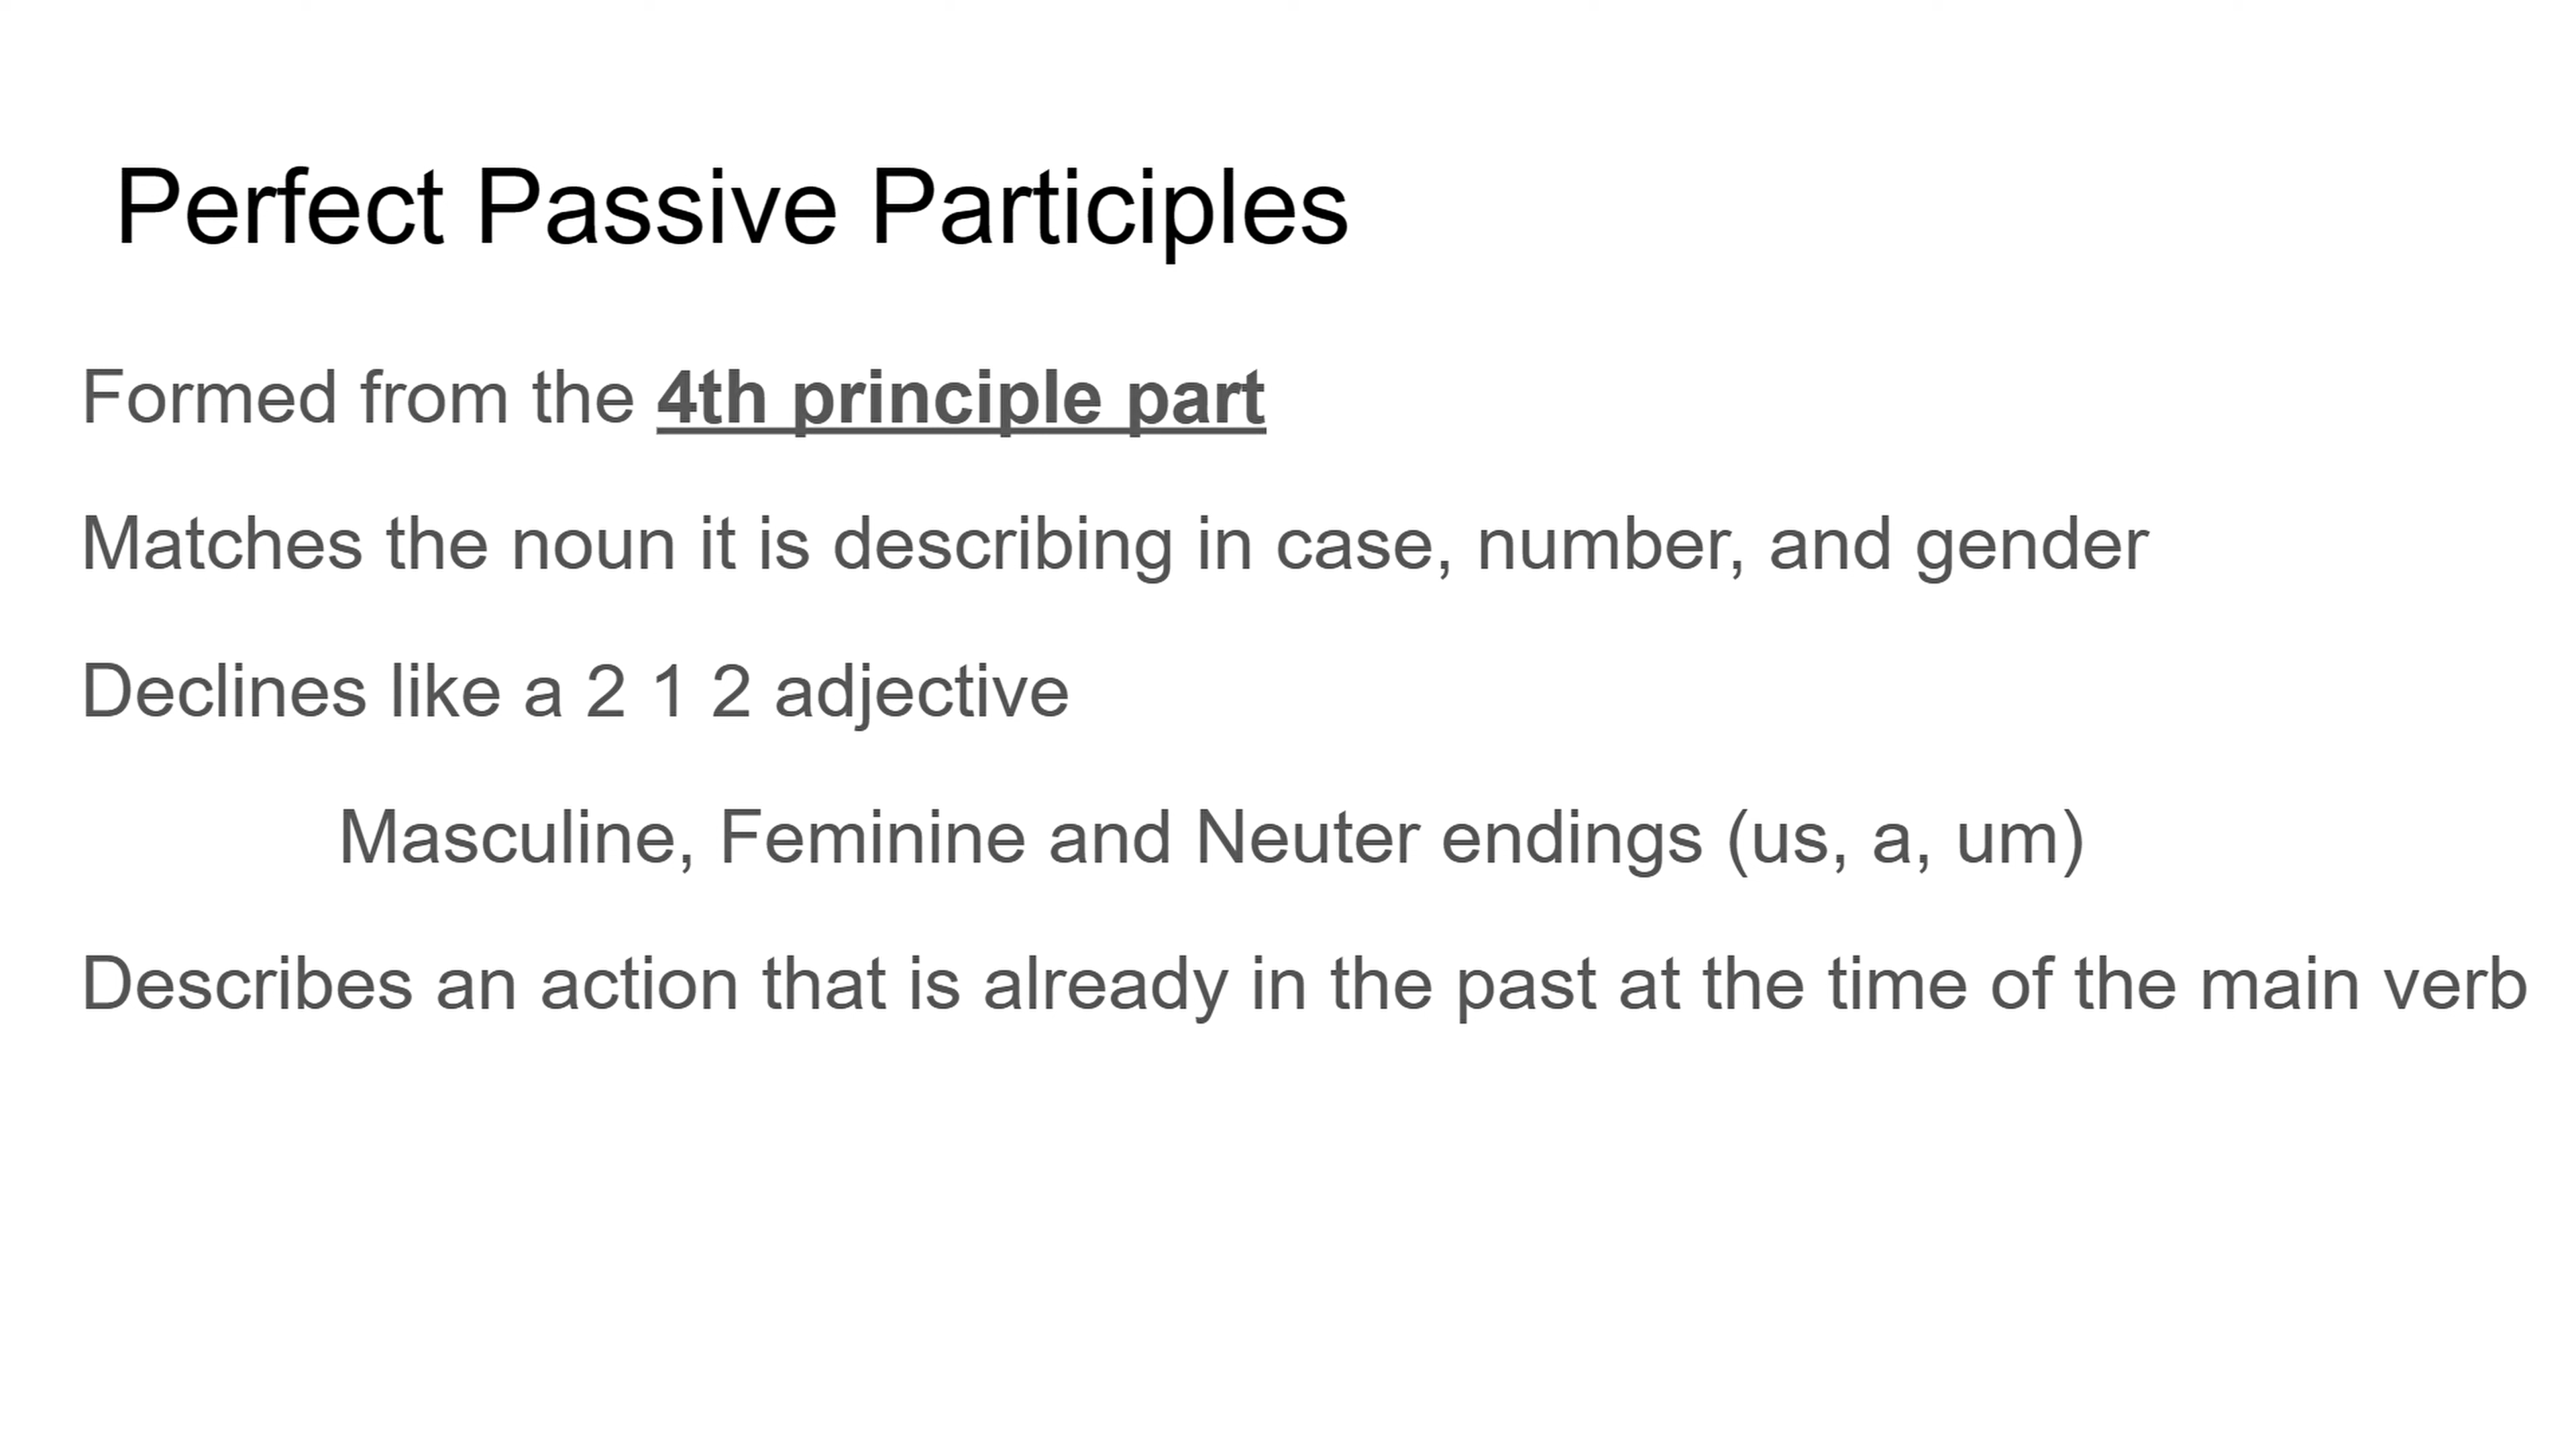 Perfect Passive Participles
Formed from the 4th principle part
Matches the noun it is describing in case, number, and gender
Declines like a 2 1 2 adjective
Masculine, Feminine and Neuter endings (us, a, um)
Describes an action that is already in the past at the time of the main verb